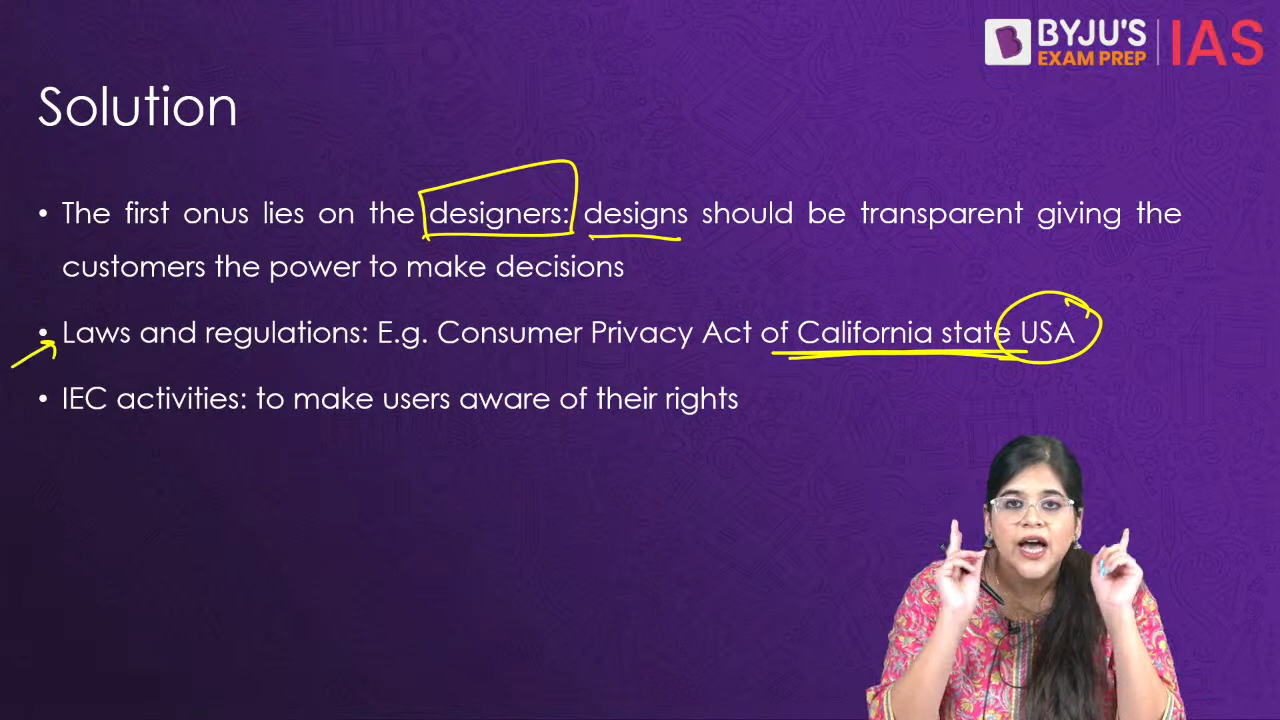 BYJU'S
EXAM PREP
IAS
Solution
• The first onus lies on the designers: designs should be transparent giving the
customers the power to make decisions
• Laws and regulations: E.g. Consumer Privacy Act of California state USA
• IEC activities: to make users aware of their rights